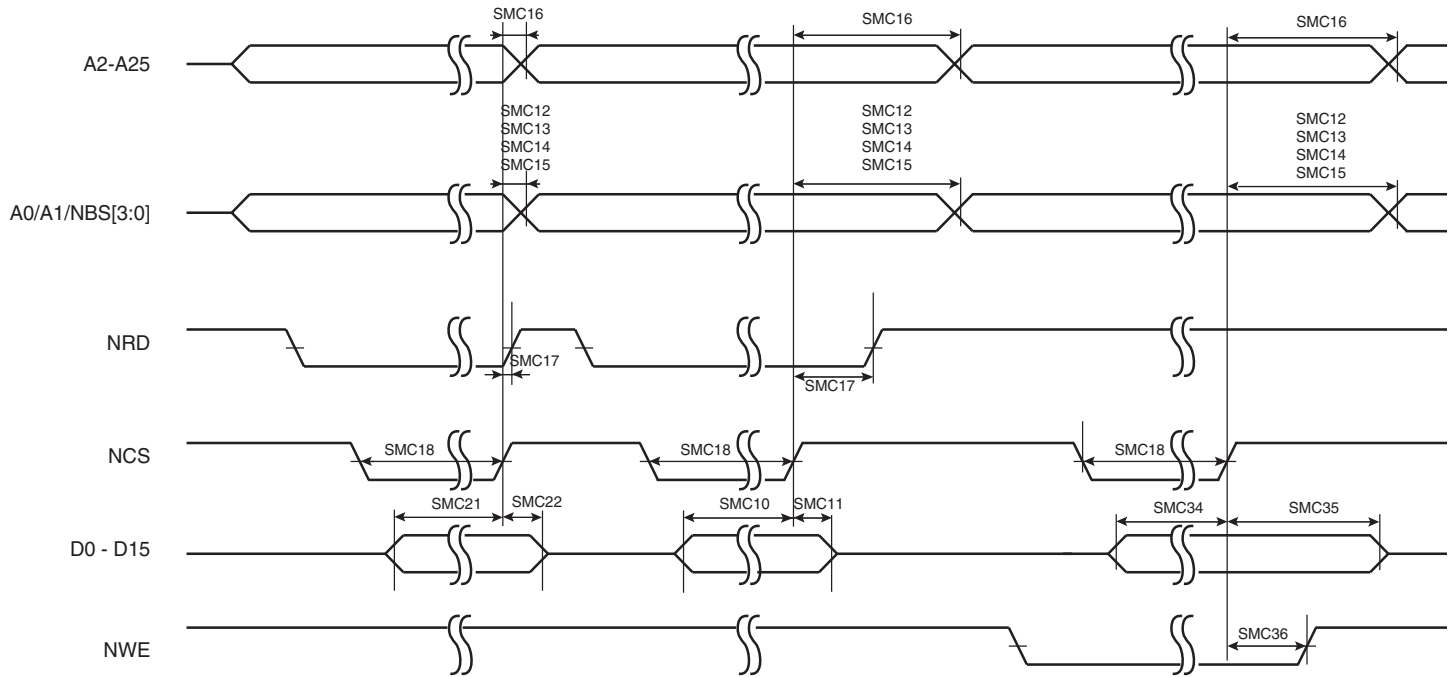 SMC16
SMC16
SMC16
A2-A25
SMC12
SMC13
SMC14
SMC15
SMC12
SMC13
SMC14
SMC15
SMC12
SMC13
SMC14
SMC15
A0/A1/NBS[3:0]
NRD
SMC17
SMC17
NCS
SMC18
SMC18
SMC18
SMC21
SMC22
SMC10
SMC11
SMC34
SMC35
D0 - D15
NWE
SMC36